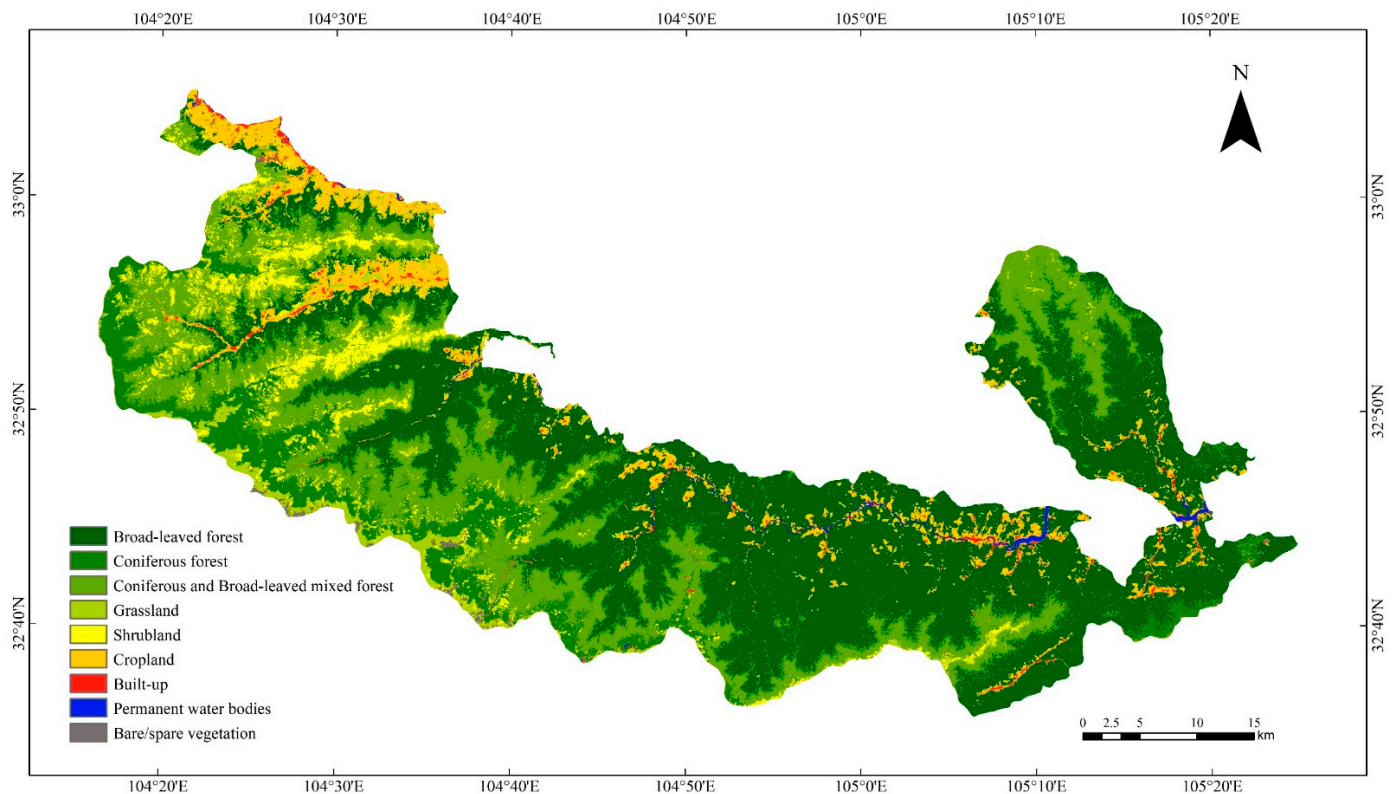 104°20'E 104°30'E 104°40'E 104°50'E 105°0'E 105°10'E 105°20'E
N
33°0'N 33°0'N
32°50'N 32°50'N
32°40'N 32°40'N
Broad-leaved forest
Coniferous forest
Coniferous and Broad-leaved mixed forest
Grassland
Shrubland
Cropland
Built-up
Permanent water bodies
Bare/spare vegetation
0 2.5 5 10 15
km
104°20'E 104°30'E 104°40'E 104°50'E 105°0'E 105°10'E 105°20'E